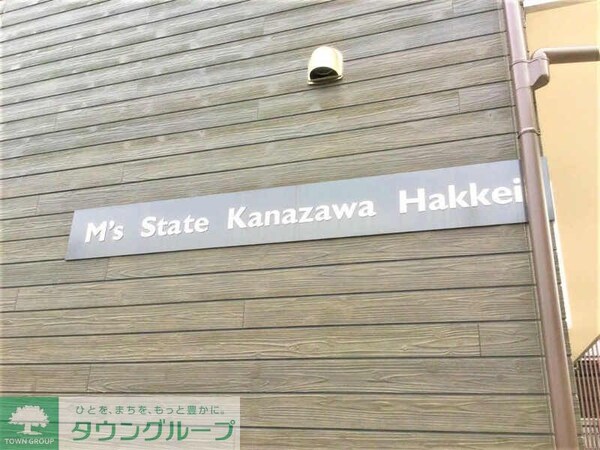 M's State Kanazawa Hakkei
ひとを、まちを、もっと豊かに。
タウングループ
TOWN GROUP